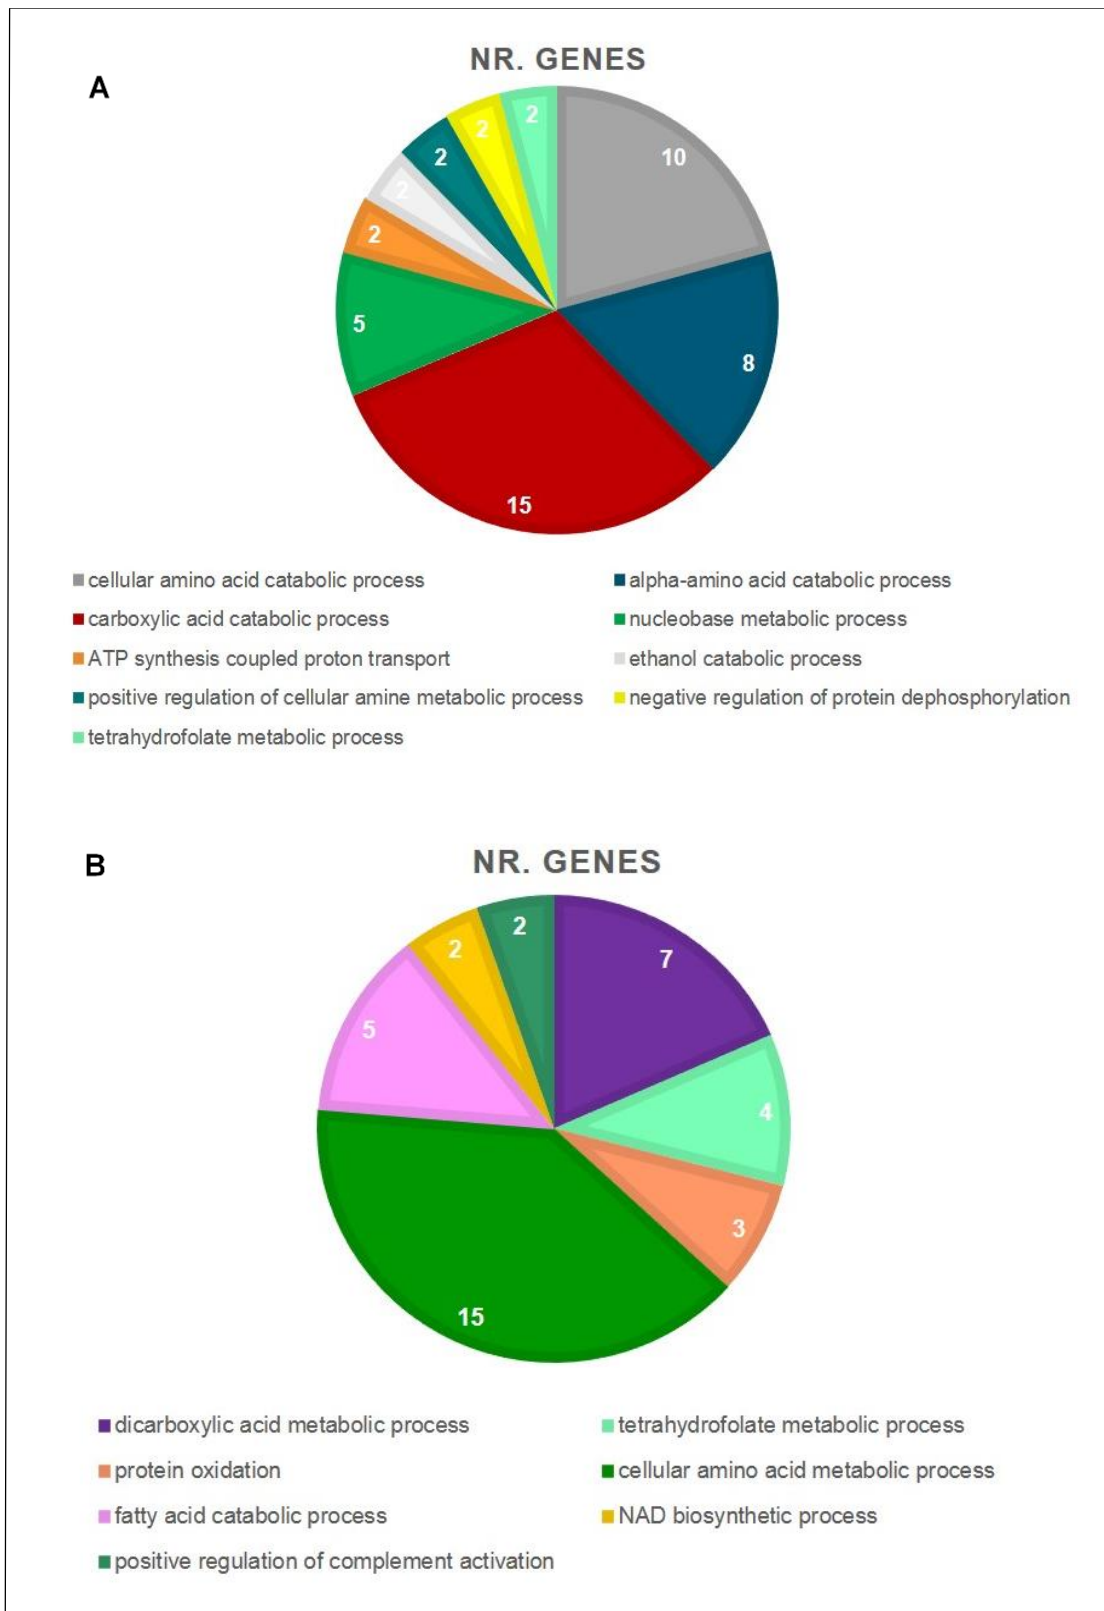 A
NR. GENES
2
2
10
2
2
2
5
8
15
cellular amino acid catabolic process
alpha-amino acid catabolic process
carboxylic acid catabolic process
nucleobase metabolic process
ATP synthesis coupled proton transport
ethanol catabolic process
positive regulation of cellular amine metabolic process
negative regulation of protein dephosphorylation
tetrahydrofolate metabolic process
B
NR. GENES
2
2
7
5
4
3
15
dicarboxylic acid metabolic process
tetrahydrofolate metabolic process
protein oxidation
cellular amino acid metabolic process
fatty acid catabolic process
NAD biosynthetic process
positive regulation of complement activation